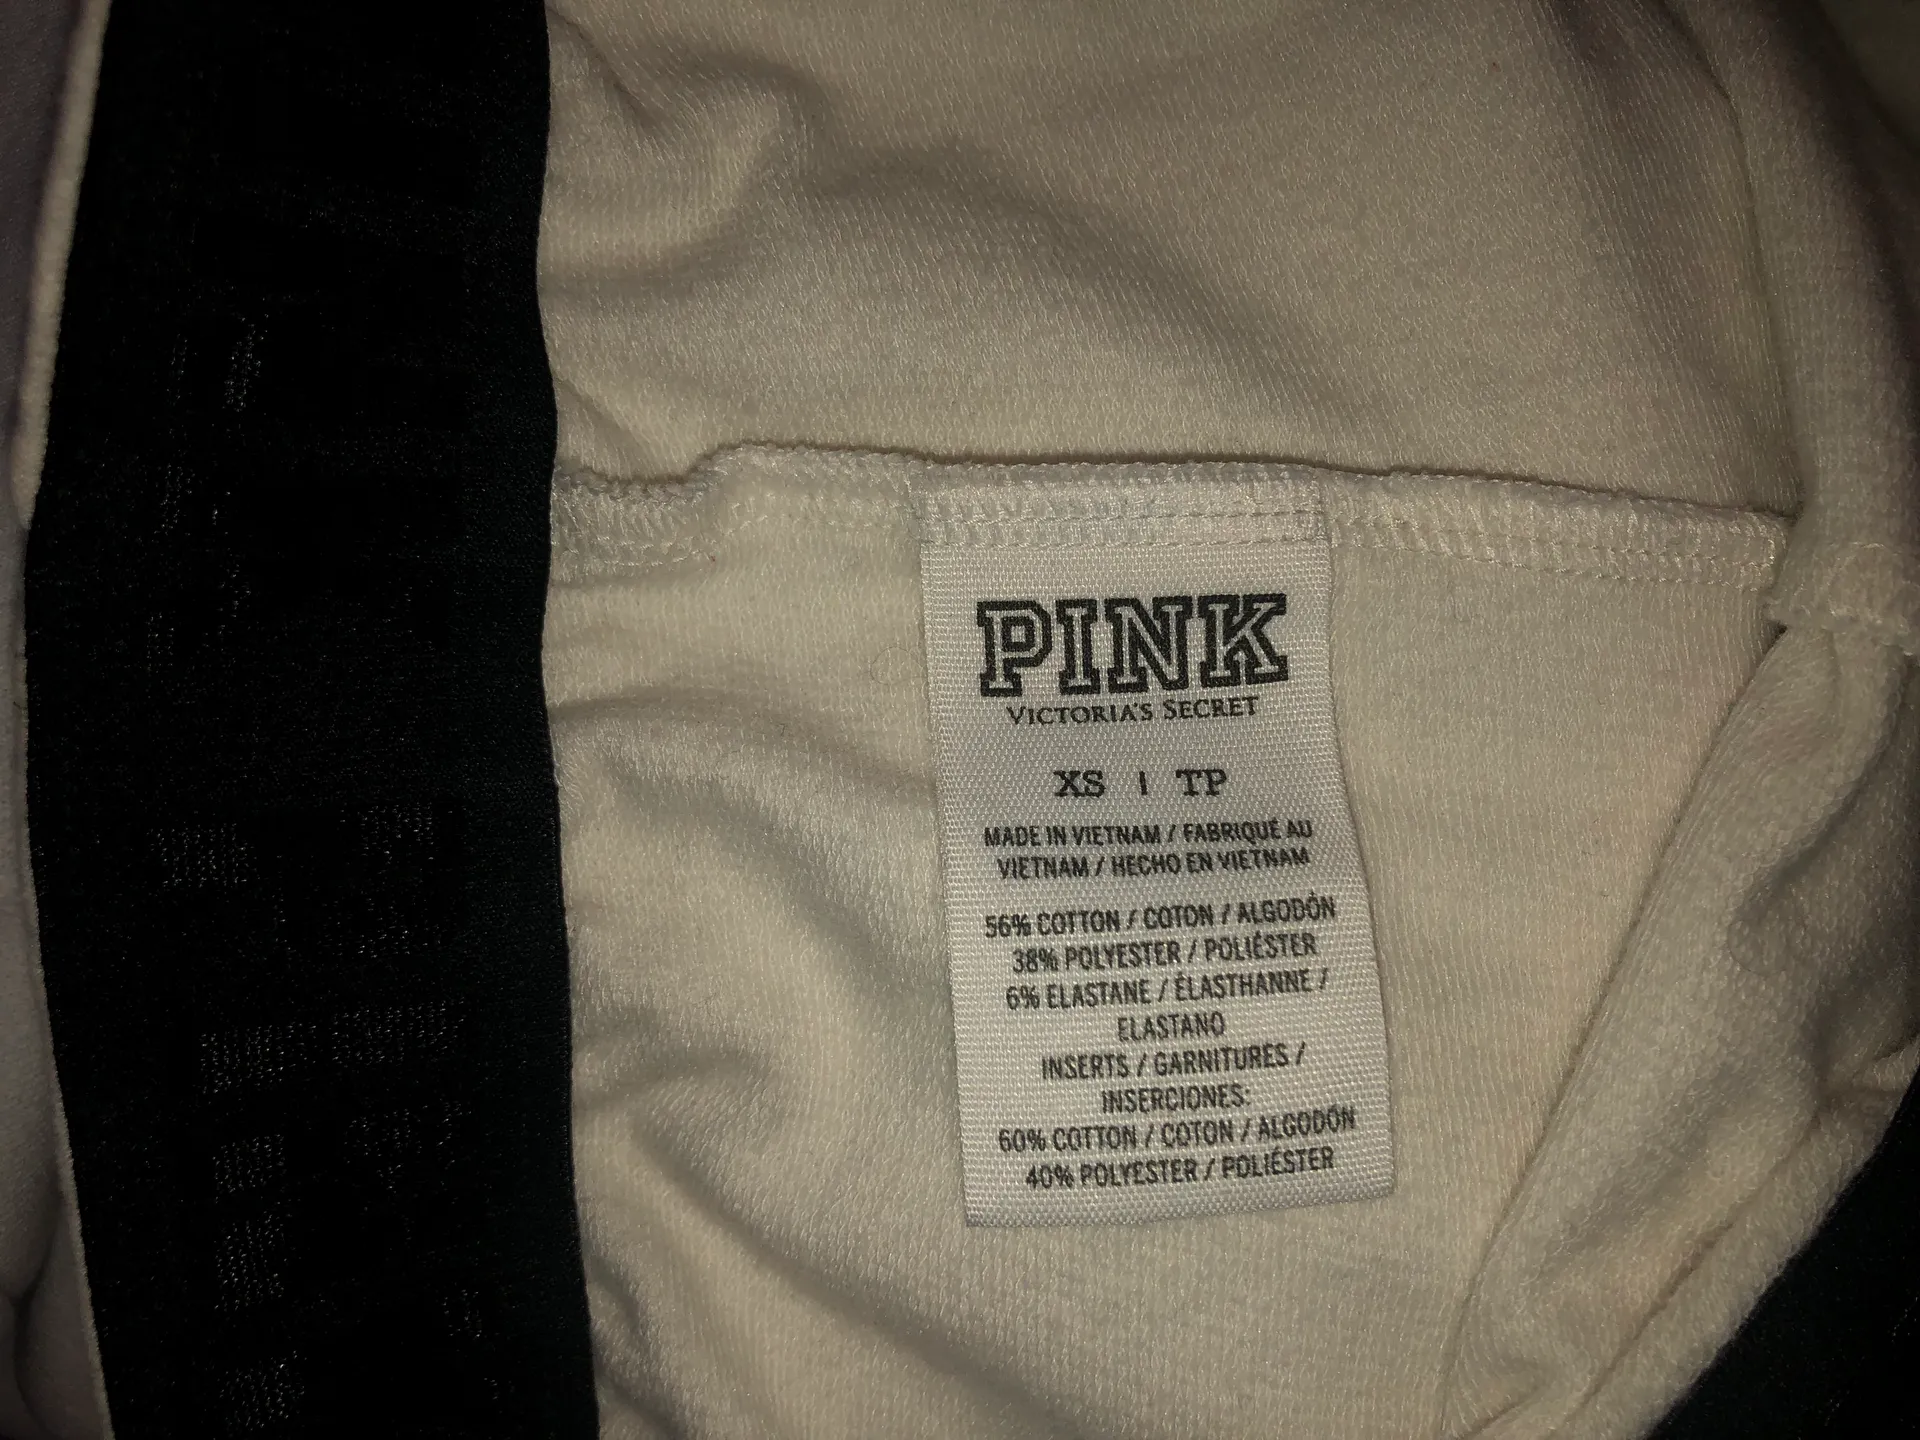 PINK
VICTORIA'S SECRET
XS | TP
MADE IN VIETNAM / FABRIQUÉ AU
VIETNAM / HECHO EN VIETNAM
56% COTTON / COTON / ALGODÓN
38% POLYESTER / POLIÉSTER
6% ELASTANE / ÉLASTHANNE /
ELASTANO
INSERTS / GARNITURES /
INSERCIONES:
60% COTTON / COTON / ALGODÓN
40% POLYESTER / POLIÉSTER